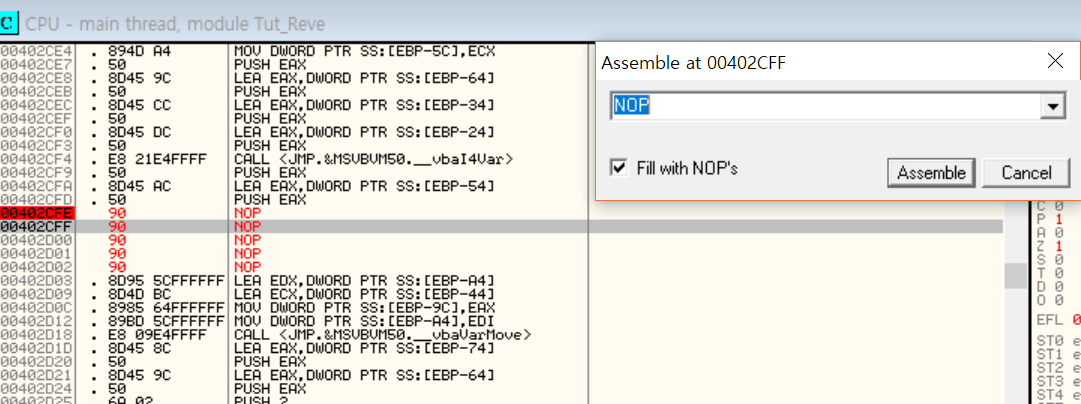 C CPU - main thread, module Tut_Reve
00402CE4 . 894D A4 MOV DWORD PTR SS:[EBP-5C],ECX
00402CE7 . 50 PUSH EAX
00402CE8 . 8D45 9C LEA EAX,DWORD PTR SS:[EBP-64]
00402CEB . 50 PUSH EAX
00402CEC . 8D45 CC LEA EAX,DWORD PTR SS:[EBP-34]
00402CEF . 50 PUSH EAX
00402CF0 . 8D45 DC LEA EAX,DWORD PTR SS:[EBP-24]
00402CF3 . 50 PUSH EAX
00402CF4 . E8 21E4FFFF CALL <JMP.&MSVBVM50.__vbaI4Var>
00402CF9 . 50 PUSH EAX
00402CFA . 8D45 AC LEA EAX,DWORD PTR SS:[EBP-54]
00402CFD . 50 PUSH EAX
00402CFE 90 NOP
00402CFF 90 NOP
00402D00 90 NOP
00402D01 90 NOP
00402D02 90 NOP
00402D03 . 8D95 5CFFFFFF LEA EDX,DWORD PTR SS:[EBP-A4]
00402D09 . 8D4D BC LEA ECX,DWORD PTR SS:[EBP-44]
00402D0C . 8985 64FFFFFF MOV DWORD PTR SS:[EBP-9C],EAX
00402D12 . 89BD 5CFFFFFF MOV DWORD PTR SS:[EBP-A4],EDI
00402D18 . E8 09E4FFFF CALL <JMP.&MSVBVM50.__vbaVarMove>
00402D1D . 8D45 8C LEA EAX,DWORD PTR SS:[EBP-74]
00402D20 . 50 PUSH EAX
00402D21 . 8D45 9C LEA EAX,DWORD PTR SS:[EBP-64]
00402D24 . 50 PUSH EAX
00402D25 . 6A 02 PUSH 2
Assemble at 00402CFF
NOP
Fill with NOP's
Assemble
Cancel
C 0
P 1
A 0
Z 1
S 0
T 0
D 0
O 0
EFL 0
ST0 e
ST1 e
ST2 e
ST3 e
ST4 e